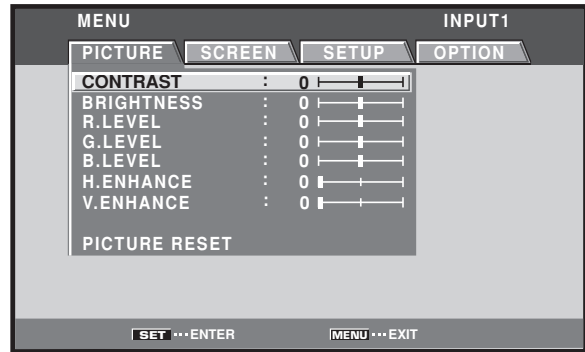 MENU INPUT1
PICTURE SCREEN SETUP OPTION
CONTRAST : 0
BRIGHTNESS : 0
R.LEVEL : 0
G.LEVEL : 0
B.LEVEL : 0
H.ENHANCE : 0
V.ENHANCE : 0
PICTURE RESET
SET ···ENTER MENU ···EXIT